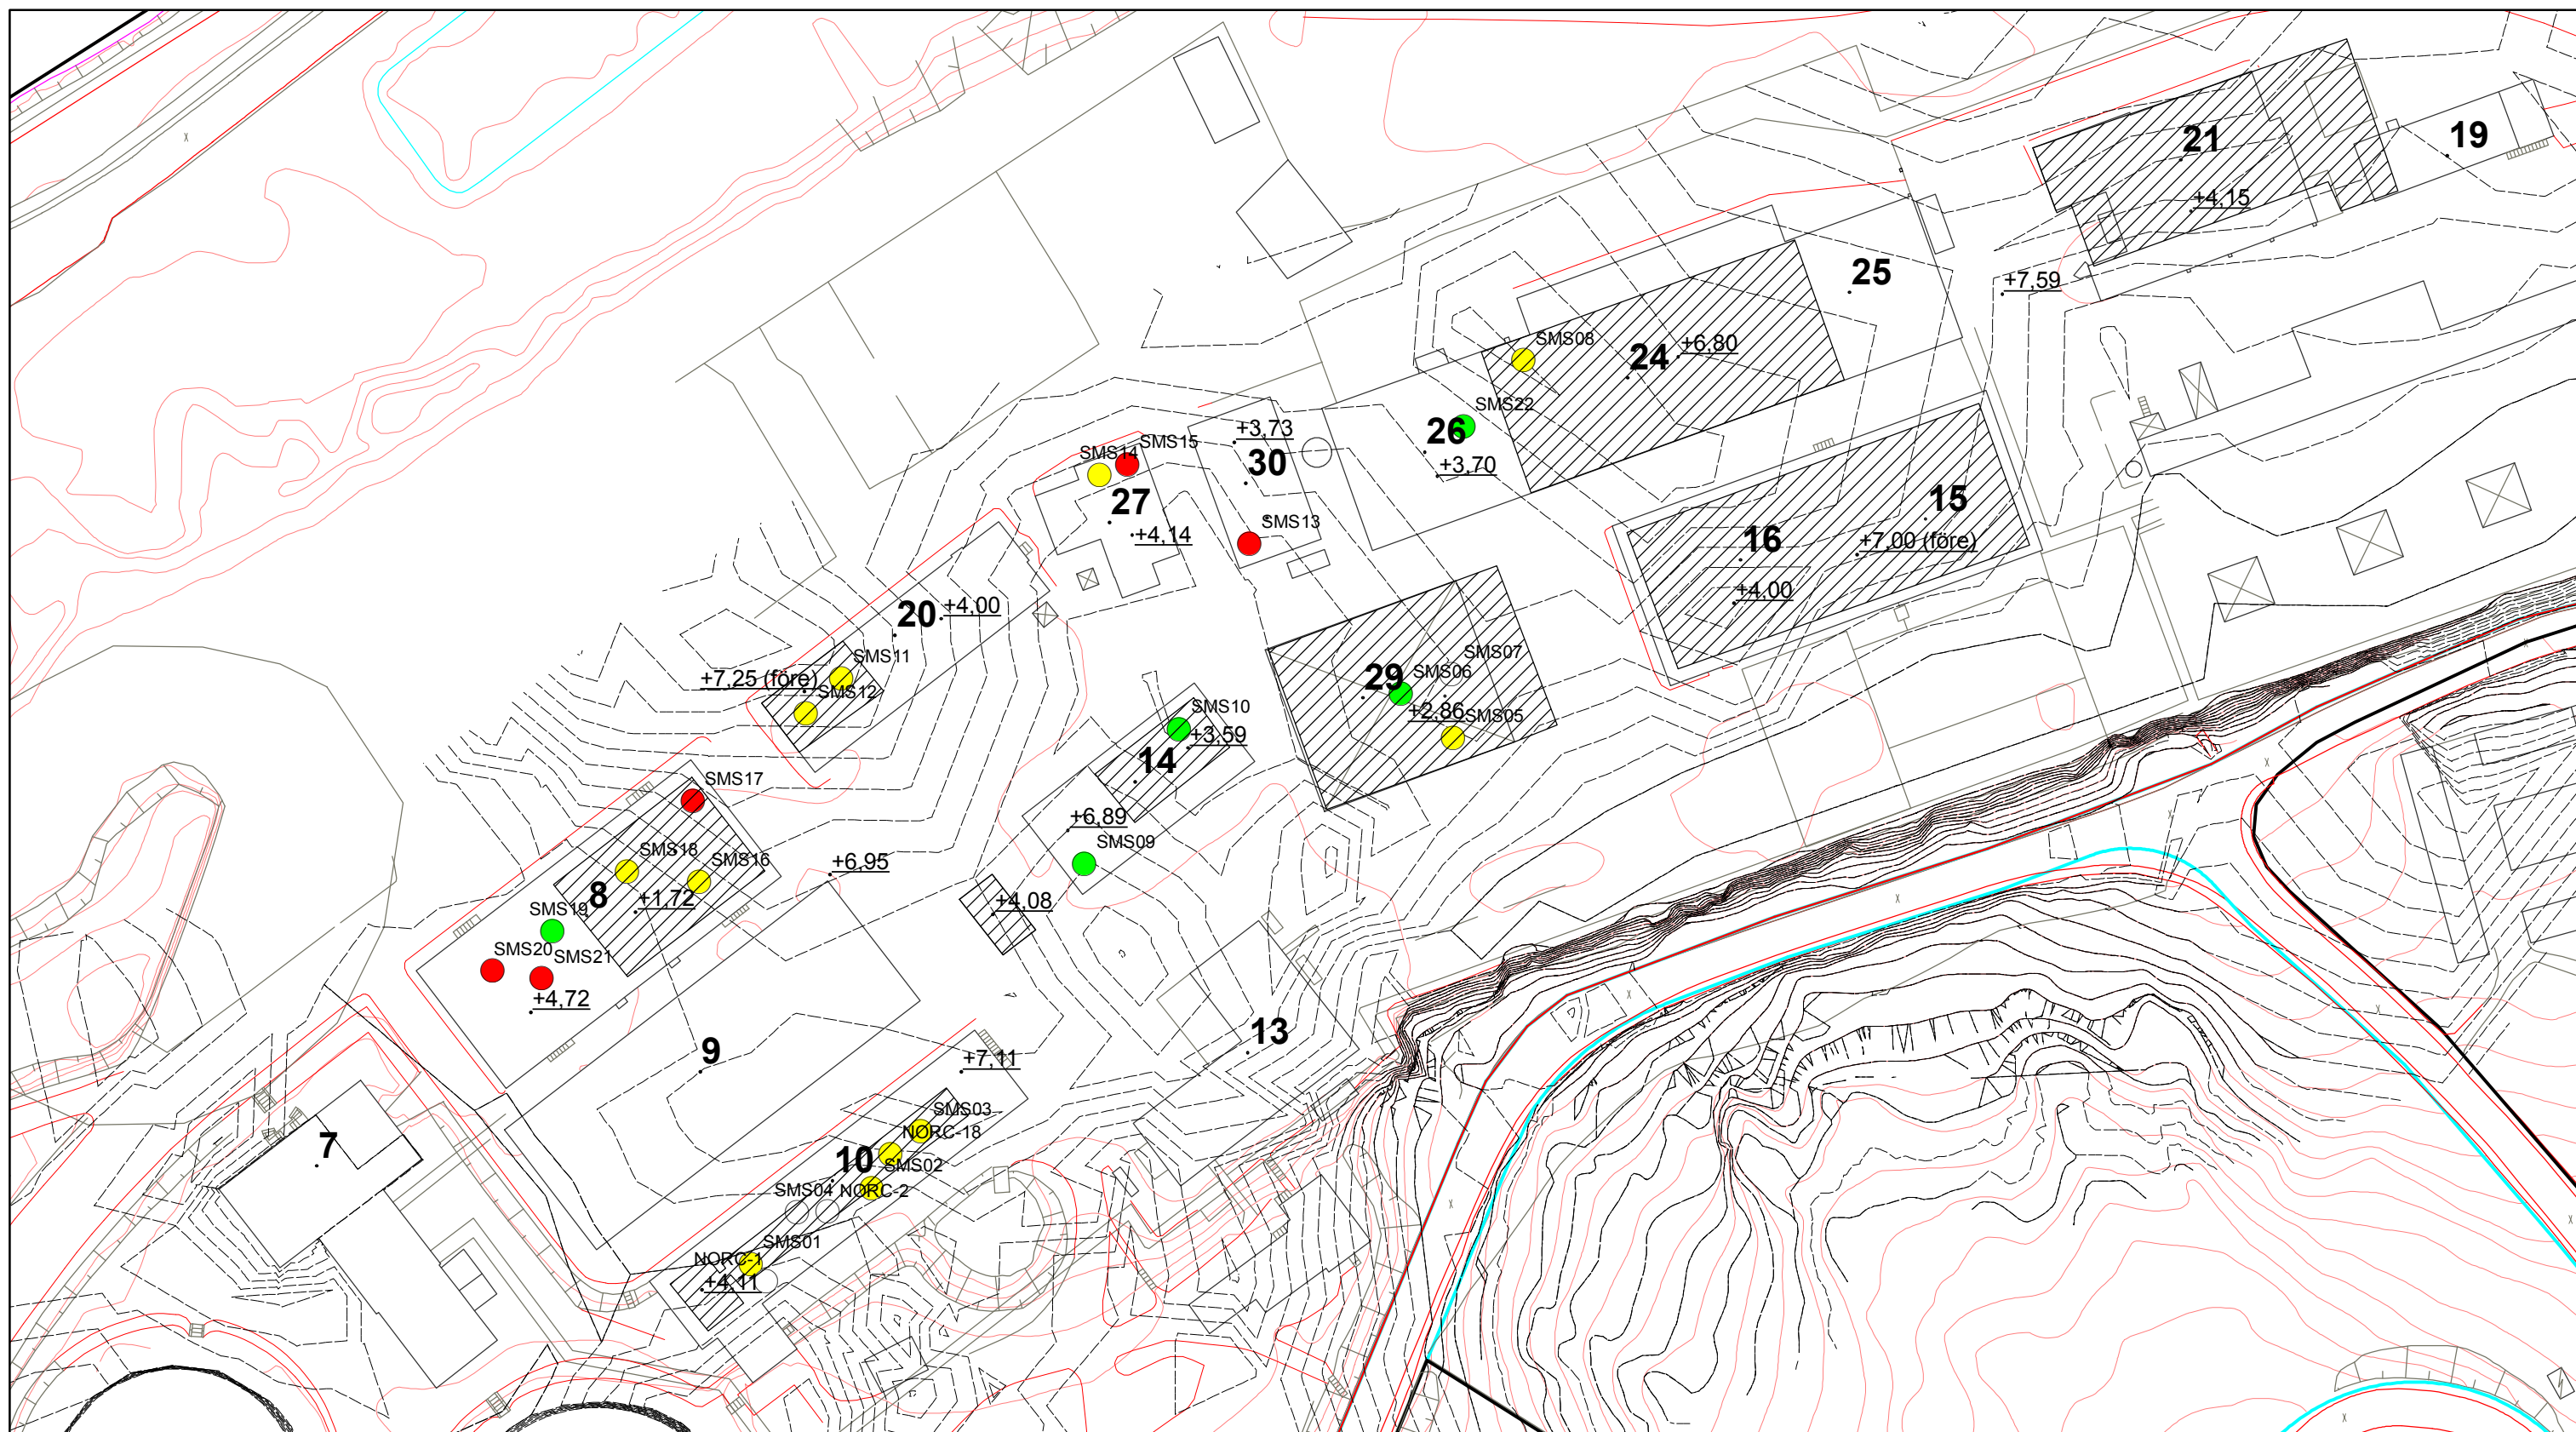 21
19
+4,15
25
+7,59
SMS08
24
+6,80
SMS22
26
+3,70
+3,73
30
SMS15
SMS14
27
+4,14
SMS13
15
16
+7,00 (före)
+4,00
20
+4,00
SMS11
+7,25 (före)
SMS12
SMS07
SMS06
29
+2,86
SMS05
SMS10
+3,59
14
SMS17
+6,89
SMS09
SMS18
SMS16
+6,95
8
+1,72
+4,08
SMS19
SMS20
SMS21
+4,72
13
9
+7,11
SMS03
NORC-18
7
10
SMS02
SMS04
NORC-2
SMS01
NORC-1
+4,11